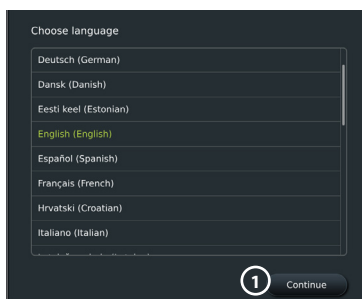 Choose language
Deutsch (German)
Dansk (Danish)
Eesti keel (Estonian)
English (English)
Español (Spanish)
Français (French)
Hrvatski (Croatian)
Italiano (Italian)
1 Continue